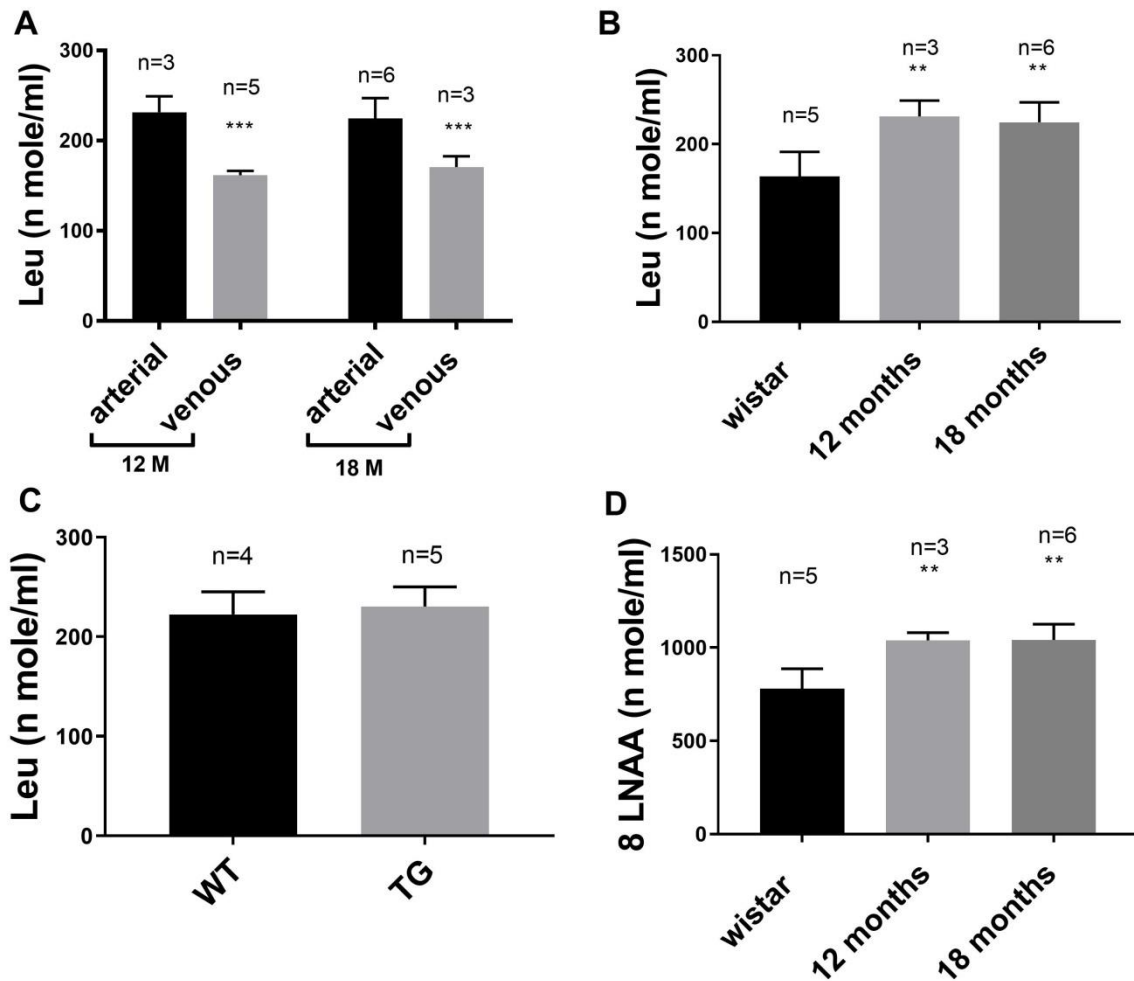 A
Leu (n mole/ml)
300
200
100
0
n=3
n=5
***
n=6
n=3
***
arterial
venous
arterial
venous
12 M
18 M
B
Leu (n mole/ml)
300
200
100
0
n=5
n=3
**
n=6
**
wistar
12 months
18 months
C
Leu (n mole/ml)
300
200
100
0
n=4
n=5
WT
TG
D
8 LNAA (n mole/ml)
1500
1000
500
0
n=5
n=3
**
n=6
**
wistar
12 months
18 months